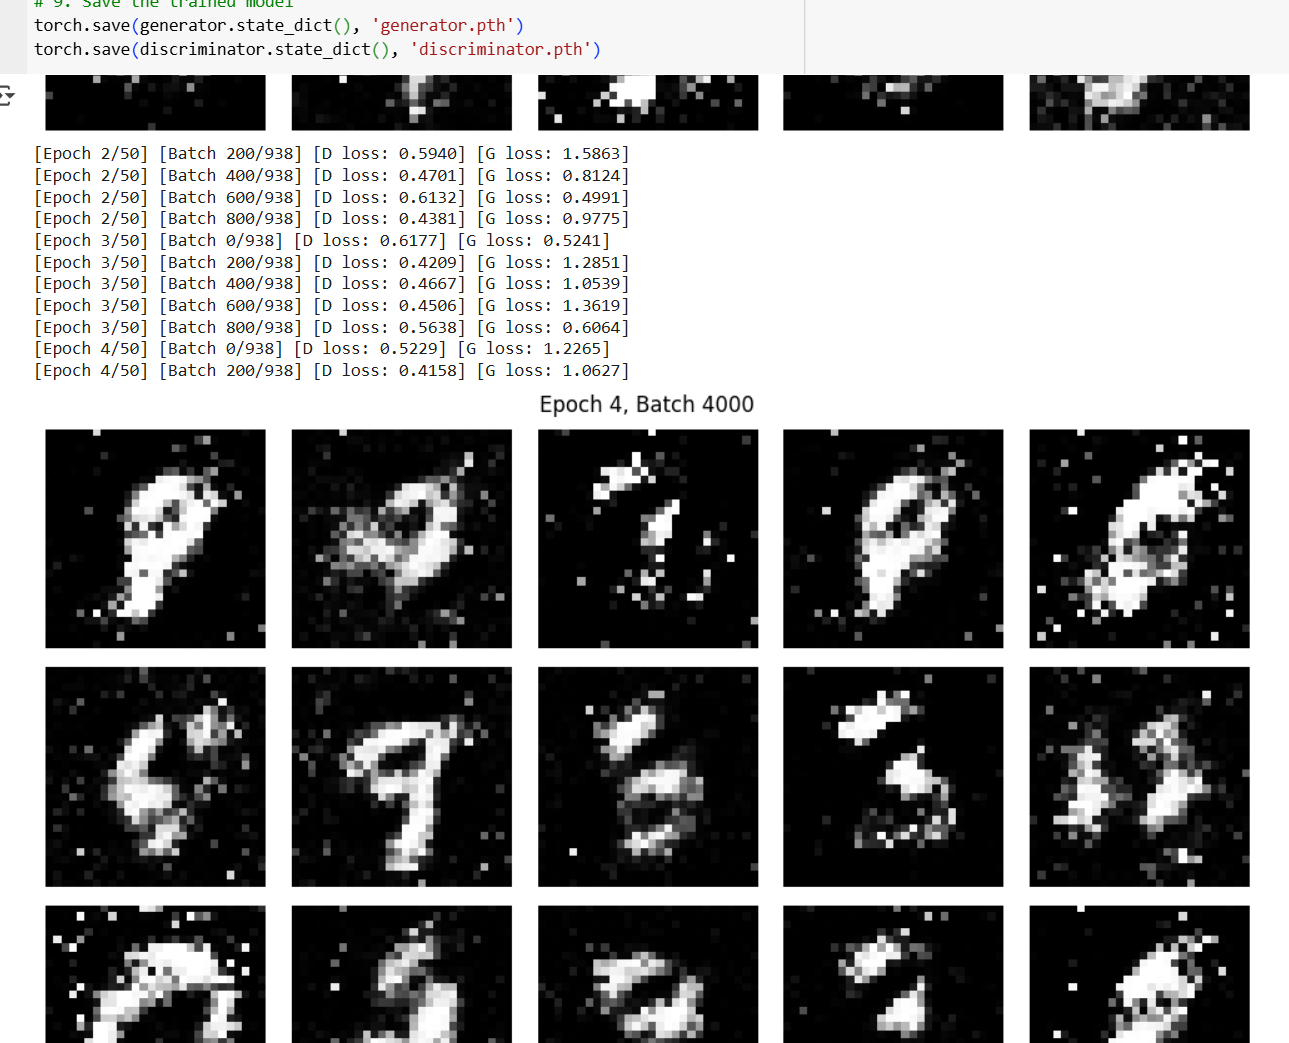 # 9. Save the trained model
torch.save(generator.state_dict(), 'generator.pth')
torch.save(discriminator.state_dict(), 'discriminator.pth')
[Epoch 2/50] [Batch 200/938] [D loss: 0.5940] [G loss: 1.5863]
[Epoch 2/50] [Batch 400/938] [D loss: 0.4701] [G loss: 0.8124]
[Epoch 2/50] [Batch 600/938] [D loss: 0.6132] [G loss: 0.4991]
[Epoch 2/50] [Batch 800/938] [D loss: 0.4381] [G loss: 0.9775]
[Epoch 3/50] [Batch 0/938] [D loss: 0.6177] [G loss: 0.5241]
[Epoch 3/50] [Batch 200/938] [D loss: 0.4209] [G loss: 1.2851]
[Epoch 3/50] [Batch 400/938] [D loss: 0.4667] [G loss: 1.0539]
[Epoch 3/50] [Batch 600/938] [D loss: 0.4506] [G loss: 1.3619]
[Epoch 3/50] [Batch 800/938] [D loss: 0.5638] [G loss: 0.6064]
[Epoch 4/50] [Batch 0/938] [D loss: 0.5229] [G loss: 1.2265]
[Epoch 4/50] [Batch 200/938] [D loss: 0.4158] [G loss: 1.0627]
Epoch 4, Batch 4000